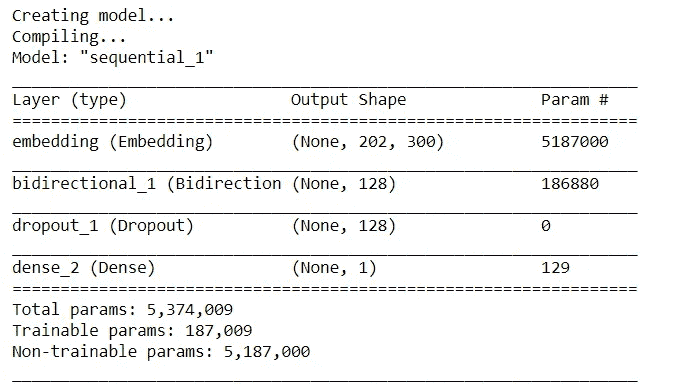 Creating model...
Compiling...
Model: "sequential_1"
Layer (type) Output Shape Param #
embedding (Embedding) (None, 202, 300) 5187000
bidirectional_1 (Bidirection (None, 128) 186880
dropout_1 (Dropout) (None, 128) 0
dense_2 (Dense) (None, 1) 129
Total params: 5,374,009
Trainable params: 187,009
Non-trainable params: 5,187,000